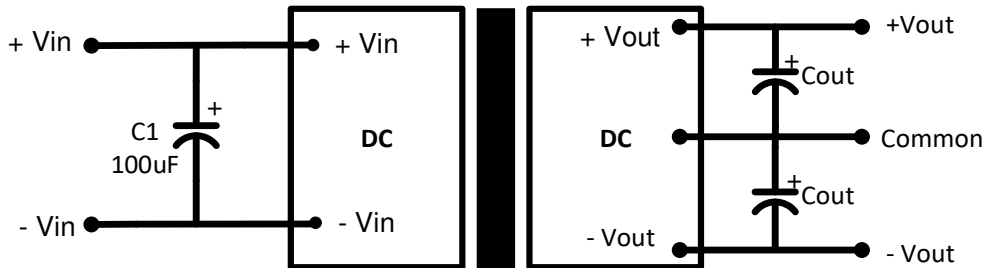 + Vin
+ Vin
C1
+
100uF
DC
- Vin
- Vin
+ Vout
+Vout
+
Cout
DC
Common
+
Cout
- Vout
- Vout